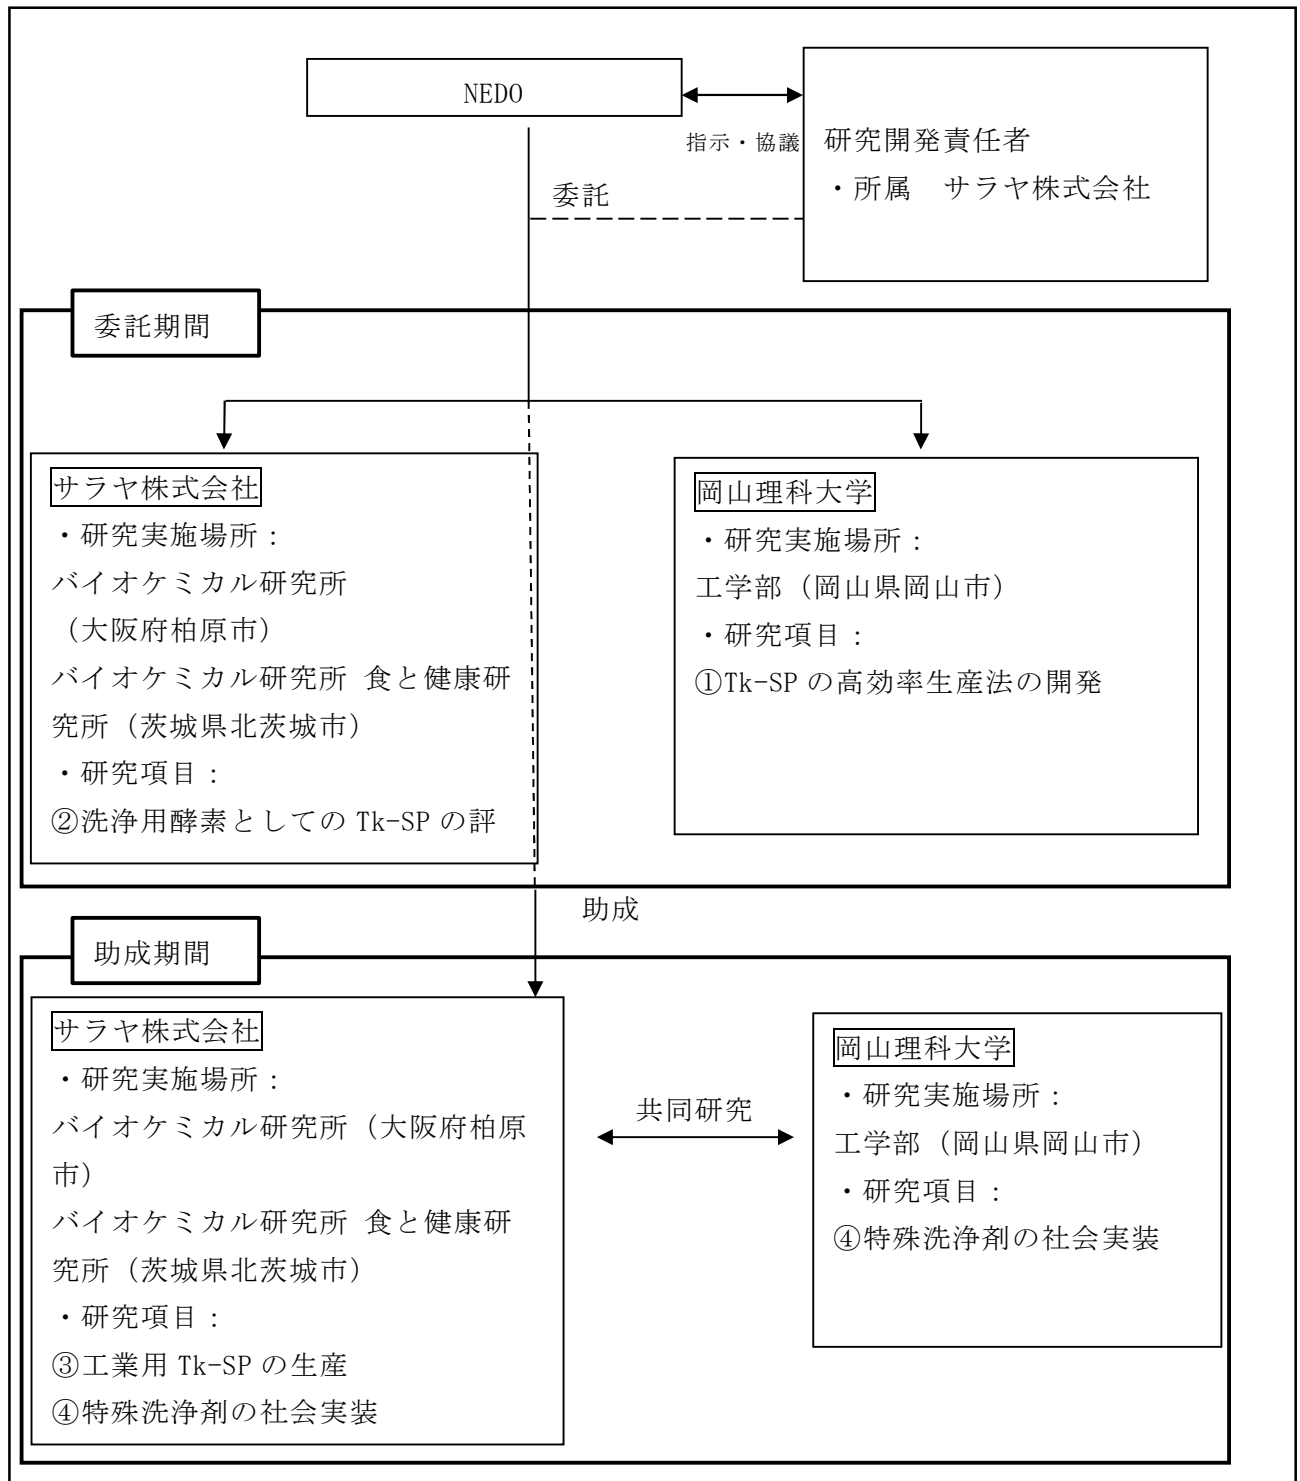 NEDO
指示・協議
研究開発責任者
・所属　サラヤ株式会社
委託
委託期間
サラヤ株式会社
・研究実施場所：
バイオケミカル研究所
（大阪府柏原市）
バイオケミカル研究所 食と健康研
究所（茨城県北茨城市）
・研究項目：
②洗浄用酵素としての Tk-SP の評
岡山理科大学
・研究実施場所：
工学部（岡山県岡山市）
・研究項目：
①Tk-SP の高効率生産法の開発
助成
助成期間
サラヤ株式会社
・研究実施場所：
バイオケミカル研究所（大阪府柏原
市）
バイオケミカル研究所 食と健康研
究所（茨城県北茨城市）
・研究項目：
③工業用 Tk-SP の生産
④特殊洗浄剤の社会実装
共同研究
岡山理科大学
・研究実施場所：
工学部（岡山県岡山市）
・研究項目：
④特殊洗浄剤の社会実装